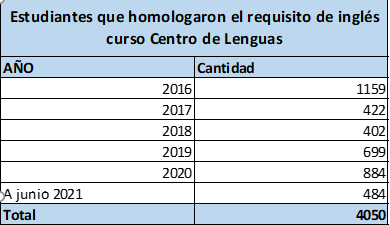 Estudiantes que homologaron el requisito de inglés
curso Centro de Lenguas
AÑO Cantidad
2016 1159
2017 422
2018 402
2019 699
2020 884
A junio 2021 484
Total 4050